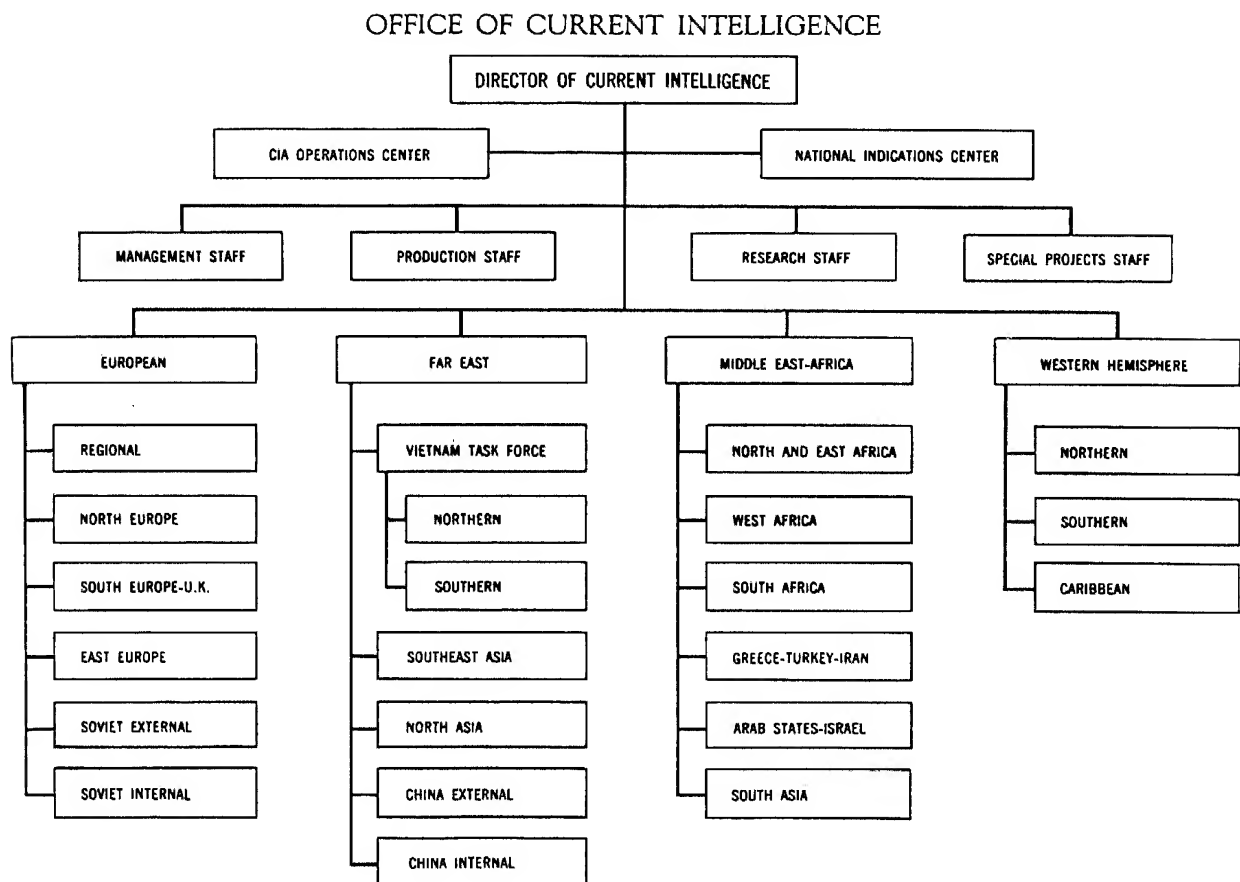 OFFICE OF CURRENT INTELLIGENCE
DIRECTOR OF CURRENT INTELLIGENCE
CIA OPERATIONS CENTER
NATIONAL INDICATIONS CENTER
MANAGEMENT STAFF
PRODUCTION STAFF
RESEARCH STAFF
SPECIAL PROJECTS STAFF
EUROPEAN
REGIONAL
NORTH EUROPE
SOUTH EUROPE-U.K.
EAST EUROPE
SOVIET EXTERNAL
SOVIET INTERNAL
FAR EAST
VIETNAM TASK FORCE
NORTHERN
SOUTHERN
SOUTHEAST ASIA
NORTH ASIA
CHINA EXTERNAL
CHINA INTERNAL
MIDDLE EAST-AFRICA
NORTH AND EAST AFRICA
WEST AFRICA
SOUTH AFRICA
GREECE-TURKEY-IRAN
ARAB STATES-ISRAEL
SOUTH ASIA
WESTERN HEMISPHERE
NORTHERN
SOUTHERN
CARIBBEAN